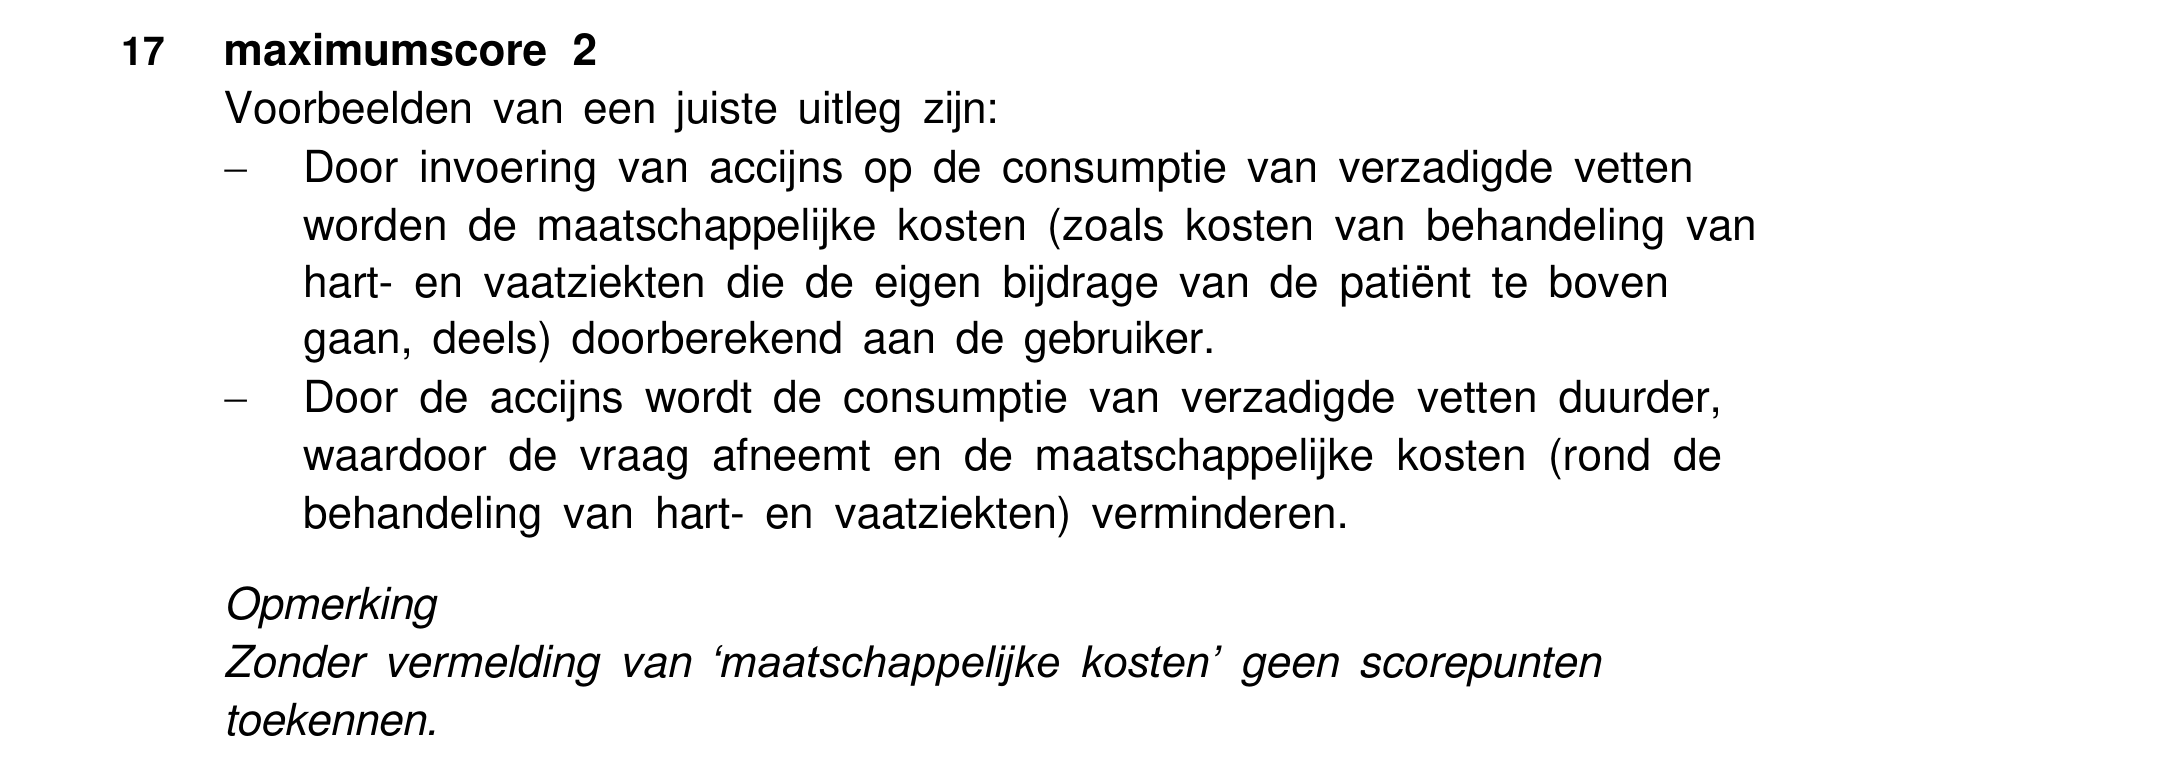 17 maximumscore 2
Voorbeelden van een juiste uitleg zijn:
– Door invoering van accijns op de consumptie van verzadigde vetten
worden de maatschappelijke kosten (zoals kosten van behandeling van
hart- en vaatziekten die de eigen bijdrage van de patiënt te boven
gaan, deels) doorberekend aan de gebruiker.
– Door de accijns wordt de consumptie van verzadigde vetten duurder,
waardoor de vraag afneemt en de maatschappelijke kosten (rond de
behandeling van hart- en vaatziekten) verminderen.
Opmerking
Zonder vermelding van ‘maatschappelijke kosten’ geen scorepunten
toekennen.